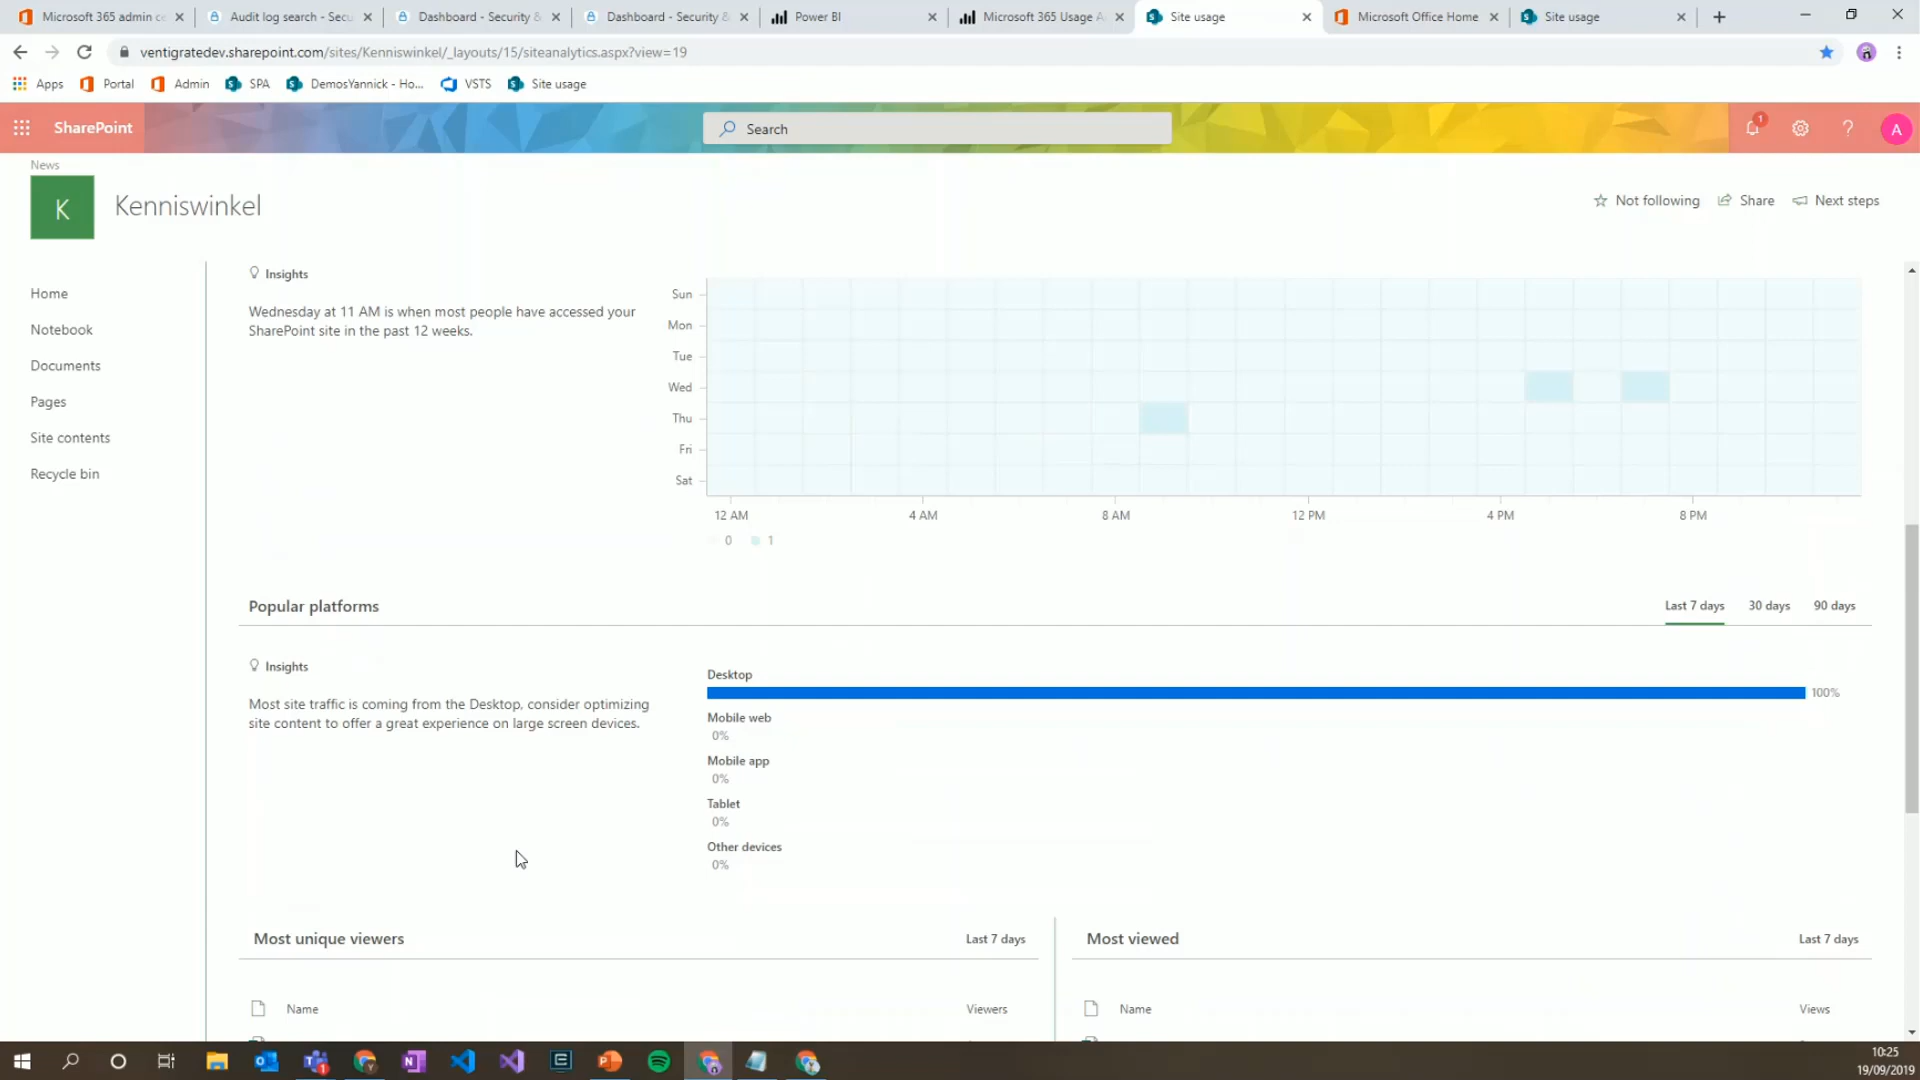 Microsoft 365 admin ce
Audit log search - Secu
Dashboard - Security &
Dashboard - Security &
Power BI
Microsoft 365 Usage A
Site usage
Microsoft Office Home
Site usage
ventigratedev.sharepoint.com/sites/Kenniswinkel/_layouts/15/siteanalytics.aspx?view=19
Apps
Portal
Admin
SPA
DemosYannick - Ho...
VSTS
Site usage
SharePoint
Search
1
?
A
News
K
Kenniswinkel
Not following
Share
Next steps
Home
Notebook
Documents
Pages
Site contents
Recycle bin
Insights
Wednesday at 11 AM is when most people have accessed your
SharePoint site in the past 12 weeks.
Sun
Mon
Tue
Wed
Thu
Fri
Sat
12 AM
4 AM
8 AM
12 PM
4 PM
8 PM
0
1
Popular platforms
Last 7 days
30 days
90 days
Insights
Most site traffic is coming from the Desktop, consider optimizing
site content to offer a great experience on large screen devices.
Desktop
100%
Mobile web
0%
Mobile app
0%
Tablet
0%
Other devices
0%
Most unique viewers
Last 7 days
Most viewed
Last 7 days
Name
Viewers
Name
Views
10:25
19/09/2019